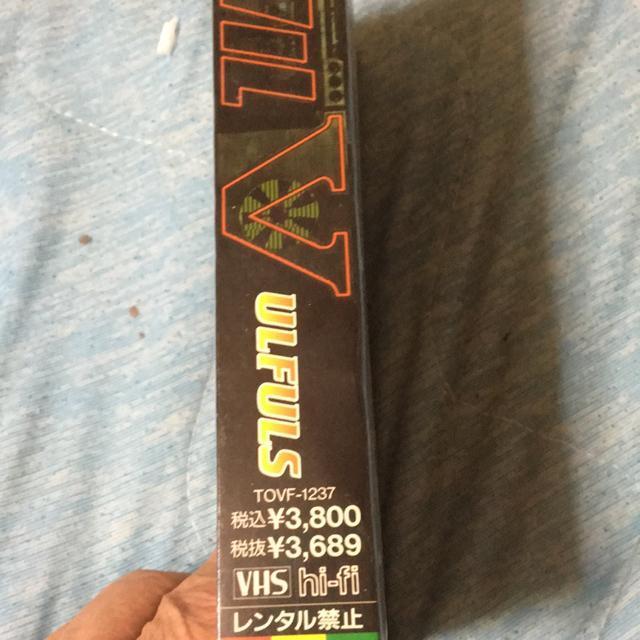 ULFULS
TOVF-1237
税込¥3,800
税抜¥3,689
VHS hi-fi
レンタル禁止